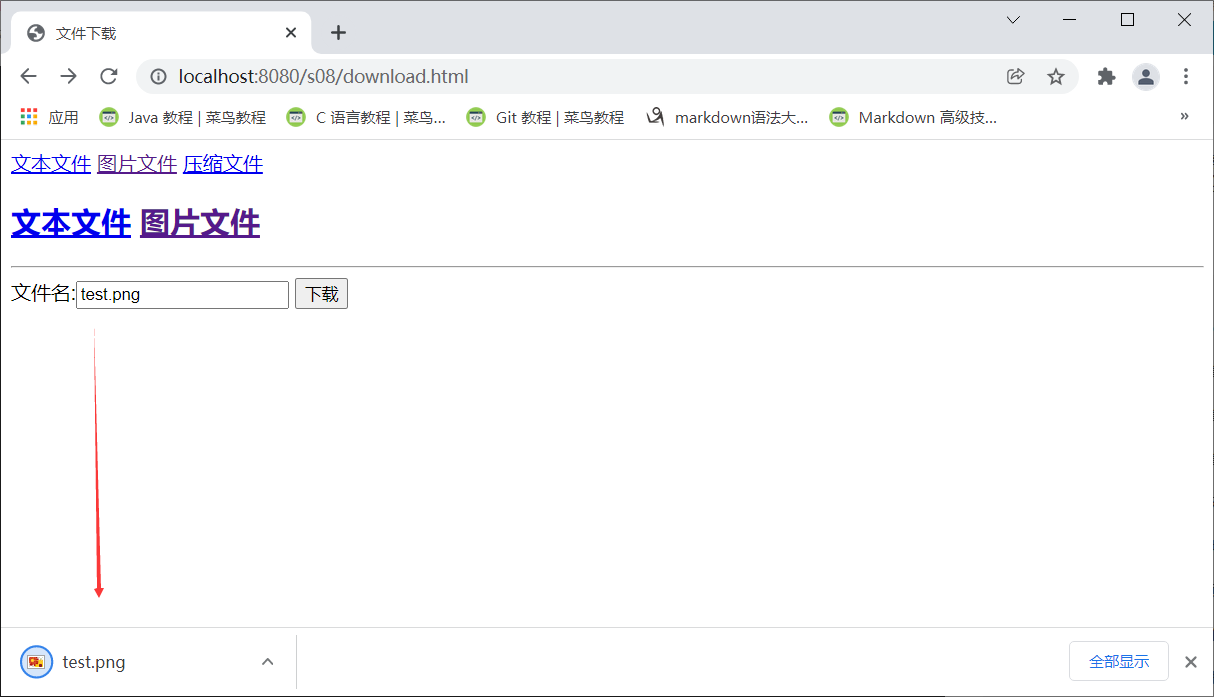 文件下载
localhost:8080/s08/download.html
应用 Java 教程 | 菜鸟教程 C 语言教程 | 菜鸟... Git 教程 | 菜鸟教程 markdown语法大... Markdown 高级技... »
文本文件 图片文件 压缩文件
文本文件 图片文件
文件名:test.png 下载
test.png 全部显示